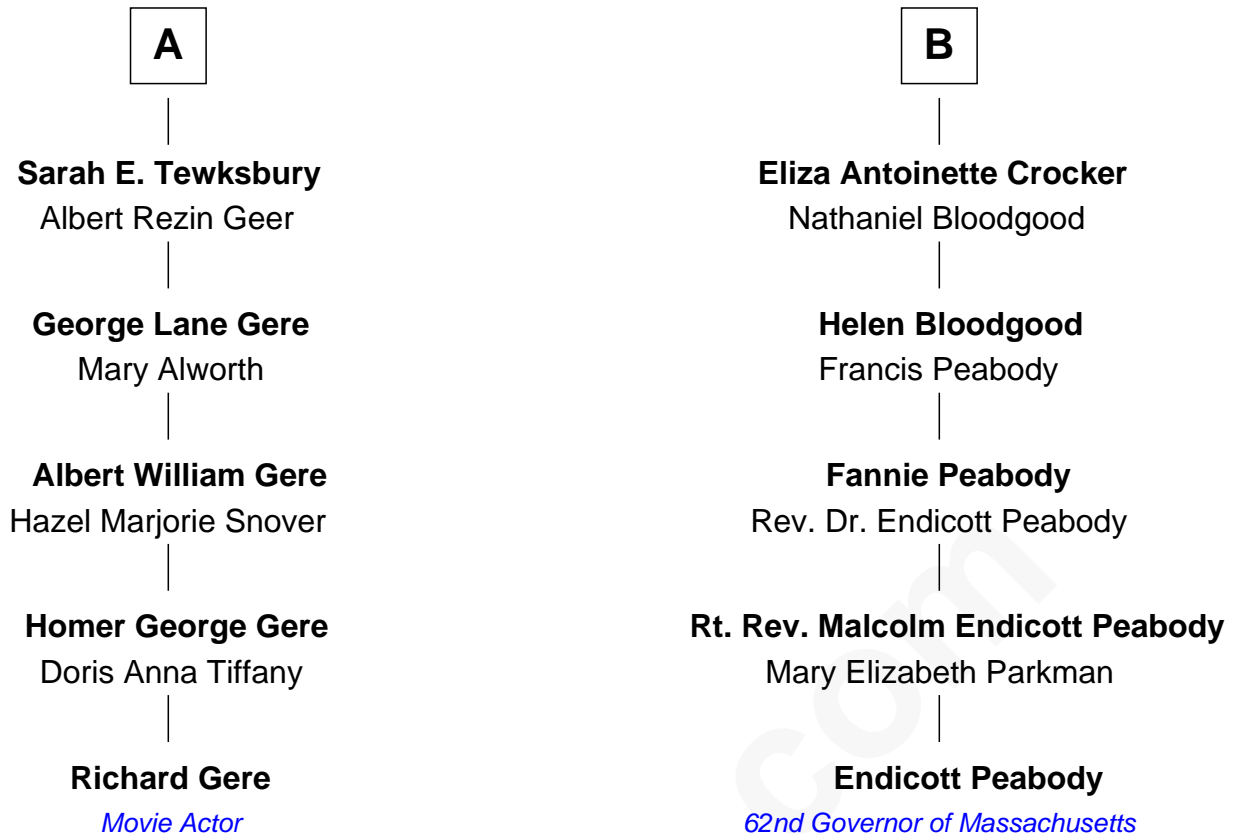 A
Sarah E. Tewksbury
Albert Rezin Geer
George Lane Gere
Mary Alworth
Albert William Gere
Hazel Marjorie Snover
Homer George Gere
Doris Anna Tiffany
Richard Gere
Movie Actor
B
Eliza Antoinette Crocker
Nathaniel Bloodgood
Helen Bloodgood
Francis Peabody
Fannie Peabody
Rev. Dr. Endicott Peabody
Rt. Rev. Malcolm Endicott Peabody
Mary Elizabeth Parkman
Endicott Peabody
62nd Governor of Massachusetts
com